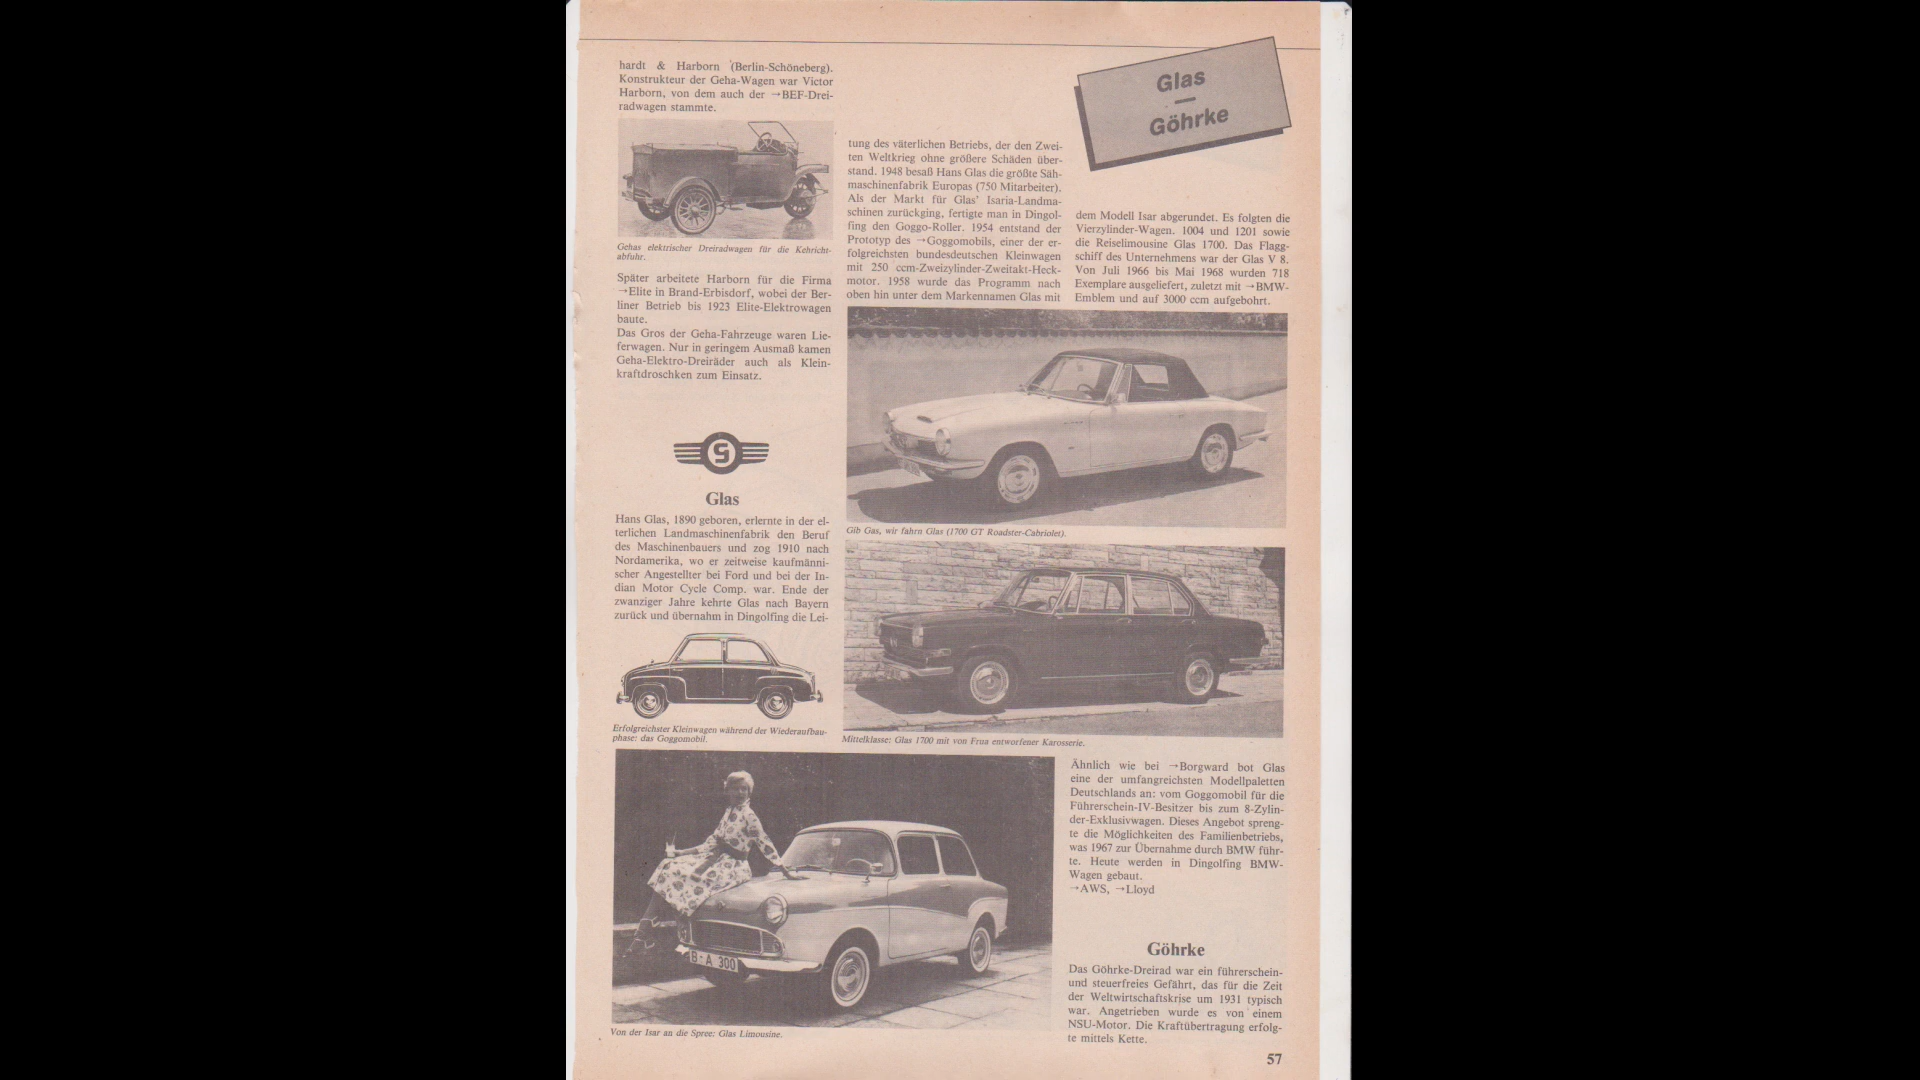 hardt & Harborn (Berlin-Schöneberg).
Konstrukteur der Geha-Wagen war Victor
Harborn, von dem auch der →BEF-Drei-
radwagen stammte.
Gehas elektrischer Dreiradwagen für die Kehricht-
abfuhr.
Später arbeitete Harborn für die Firma
→Elite in Brand-Erbisdorf, wobei der Ber-
liner Betrieb bis 1923 Elite-Elektrowagen
baute.
Das Gros der Geha-Fahrzeuge waren Lie-
ferwagen. Nur in geringem Ausmaß kamen
Geha-Elektro-Dreiräder auch als Klein-
kraftdroschken zum Einsatz.
G
Glas
Hans Glas, 1890 geboren, erlernte in der el-
terlichen Landmaschinenfabrik den Beruf
des Maschinenbauers und zog 1910 nach
Nordamerika, wo er zeitweise kaufmänni-
scher Angestellter bei Ford und bei der In-
dian Motor Cycle Comp. war. Ende der
zwanziger Jahre kehrte Glas nach Bayern
zurück und übernahm in Dingolfing die Lei-
Erfolgreichster Kleinwagen während der Wiederaufbau-
phase: das Goggomobil.
tung des väterlichen Betriebs, der den Zwei-
ten Weltkrieg ohne größere Schäden über-
stand. 1948 besaß Hans Glas die größte Säh-
maschinenfabrik Europas (750 Mitarbeiter).
Als der Markt für Glas' Isaria-Landma-
schinen zurückging, fertigte man in Dingol-
fing den Goggo-Roller. 1954 entstand der
Prototyp des →Goggomobils, einer der er-
folgreichsten bundesdeutschen Kleinwagen
mit 250 ccm-Zweizylinder-Zweitakt-Heck-
motor. 1958 wurde das Programm nach
oben hin unter dem Markennamen Glas mit
Glas
—
Göhrke
dem Modell Isar abgerundet. Es folgten die
Vierzylinder-Wagen. 1004 und 1201 sowie
die Reiselimousine Glas 1700. Das Flagg-
schiff des Unternehmens war der Glas V 8.
Von Juli 1966 bis Mai 1968 wurden 718
Exemplare ausgeliefert, zuletzt mit →BMW-
Emblem und auf 3000 ccm aufgebohrt.
Gib Gas, wir fahrn Glas (1700 GT Roadster-Cabriolet).
Mittelklasse: Glas 1700 mit von Frua entworfener Karosserie.
B-A 300
Von der Isar an die Spree: Glas Limousine.
Ähnlich wie bei →Borgward bot Glas
eine der umfangreichsten Modellpaletten
Deutschlands an: vom Goggomobil für die
Führerschein-IV-Besitzer bis zum 8-Zylin-
der-Exklusivwagen. Dieses Angebot spreng-
te die Möglichkeiten des Familienbetriebs,
was 1967 zur Übernahme durch BMW führ-
te. Heute werden in Dingolfing BMW-
Wagen gebaut.
→AWS, →Lloyd
Göhrke
Das Göhrke-Dreirad war ein führerschein-
und steuerfreies Gefährt, das für die Zeit
der Weltwirtschaftskrise um 1931 typisch
war. Angetrieben wurde es von einem
NSU-Motor. Die Kraftübertragung erfolg-
te mittels Kette.
57